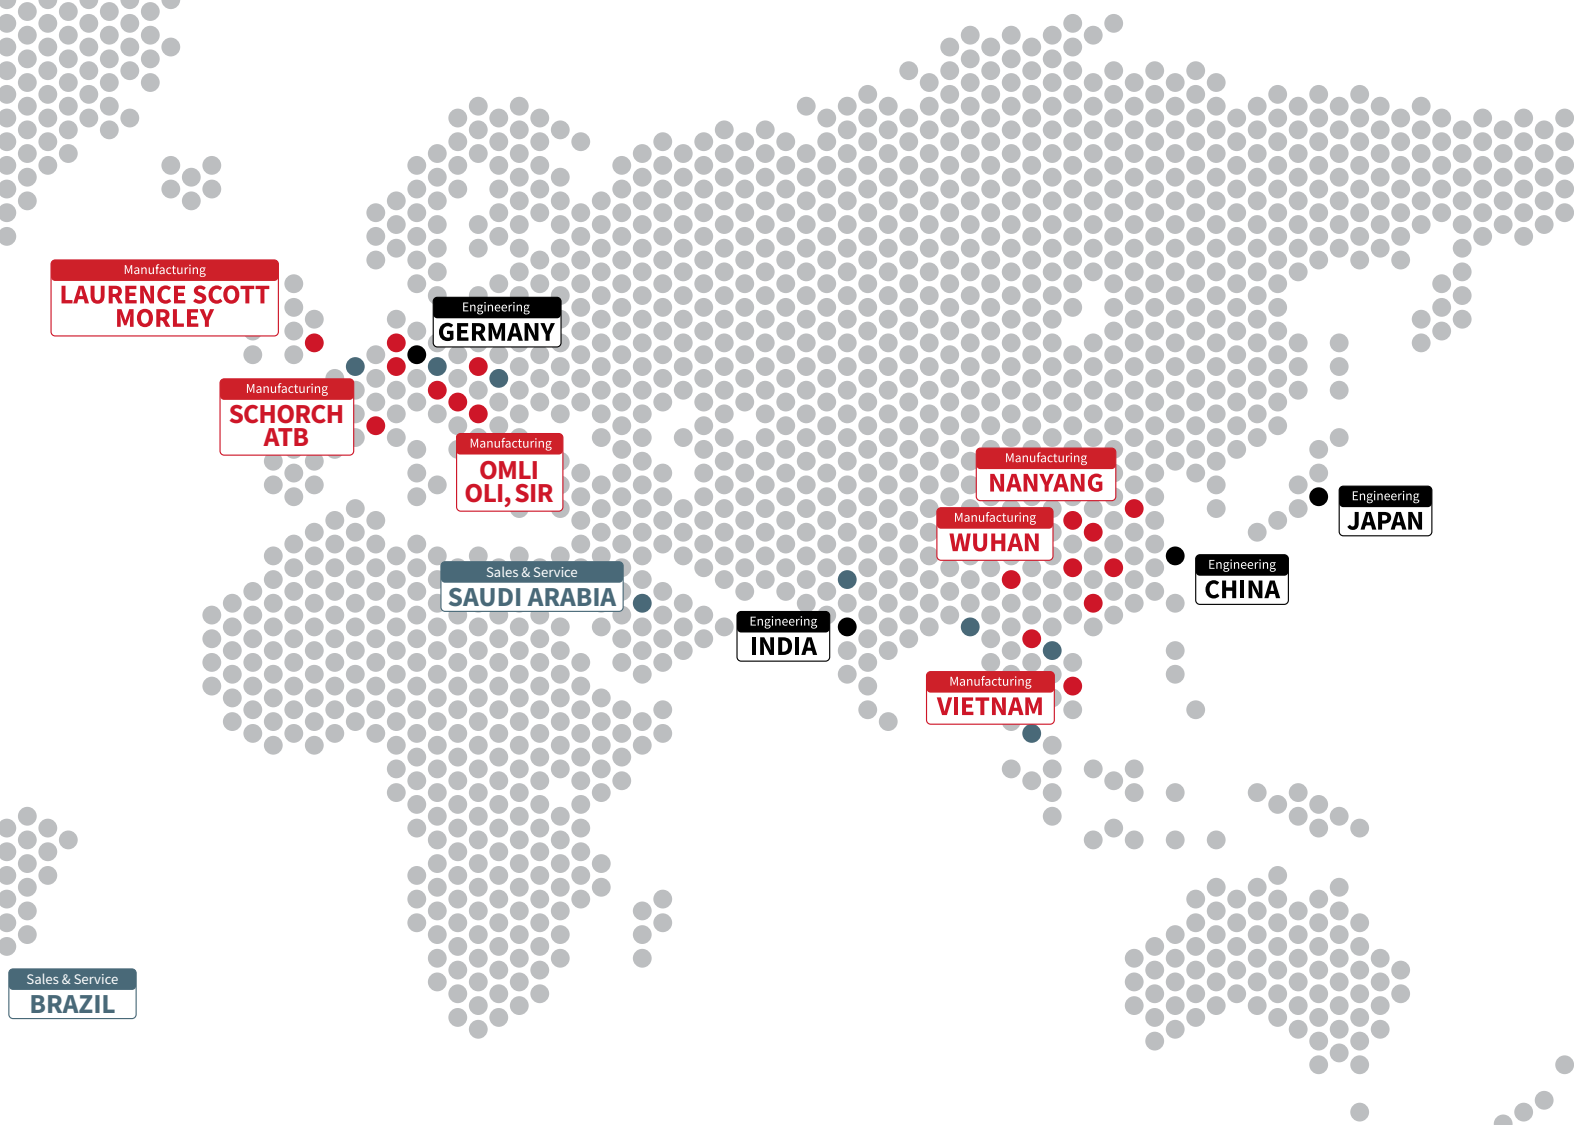 Manufacturing
LAURENCE SCOTT
MORLEY
Engineering
GERMANY
Manufacturing
SCHORCH
ATB
Manufacturing
OMLI
OLI, SIR
Manufacturing
NANYANG
Engineering
JAPAN
Manufacturing
WUHAN
Engineering
CHINA
Sales & Service
SAUDI ARABIA
Engineering
INDIA
Manufacturing
VIETNAM
Sales & Service
BRAZIL